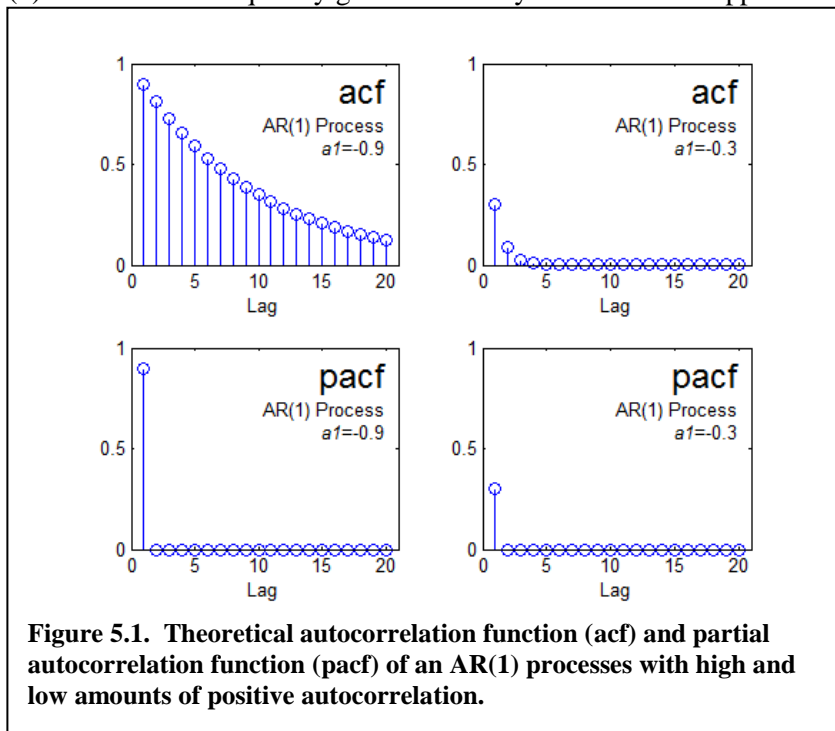 acf
AR(1) Process
a1=-0.9
1
0.5
0
0 5 10 15 20
Lag
acf
AR(1) Process
a1=-0.3
1
0.5
0
0 5 10 15 20
Lag
pacf
AR(1) Process
a1=-0.9
1
0.5
0
0 5 10 15 20
Lag
pacf
AR(1) Process
a1=-0.3
1
0.5
0
0 5 10 15 20
Lag
Figure 5.1. Theoretical autocorrelation function (acf) and partial
autocorrelation function (pacf) of an AR(1) processes with high and
low amounts of positive autocorrelation.